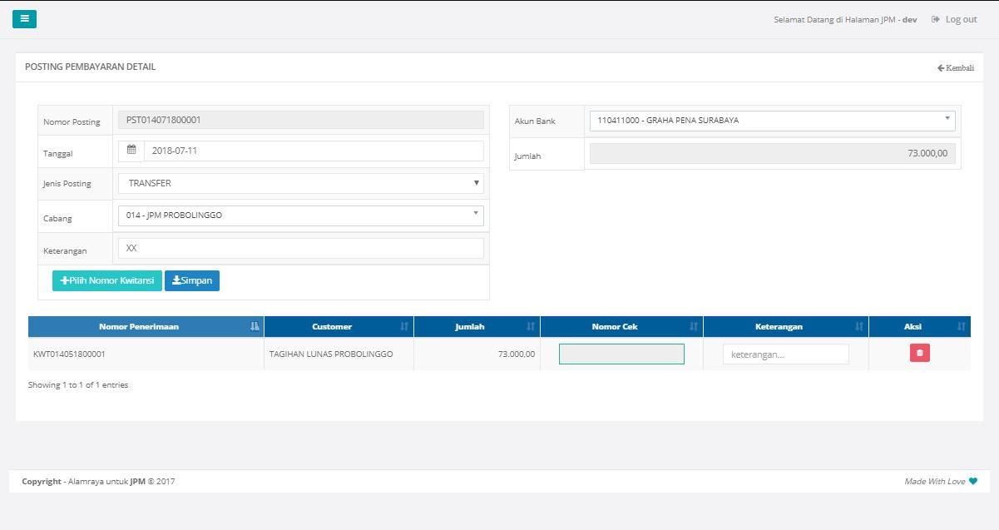 Selamat Datang di Halaman JPM - dev Log out
POSTING PEMBAYARAN DETAIL
Kembali
Nomor Posting PST014071800001
Tanggal 2018-07-11
Jenis Posting TRANSFER
Cabang 014 - JPM PROBOLINGGO
Keterangan XX
Pilih Nomor Kwitansi Simpan
Akun Bank 110411000 - GRAHA PENA SURABAYA
Jumlah 73.000,00
Nomor Penerimaan Customer Jumlah Nomor Cek Keterangan Aksi
KWT014051800001 TAGIHAN LUNAS PROBOLINGGO 73.000,00 keterangan...
Showing 1 to 1 of 1 entries
Copyright - Alamraya untuk JPM © 2017 Made With Love